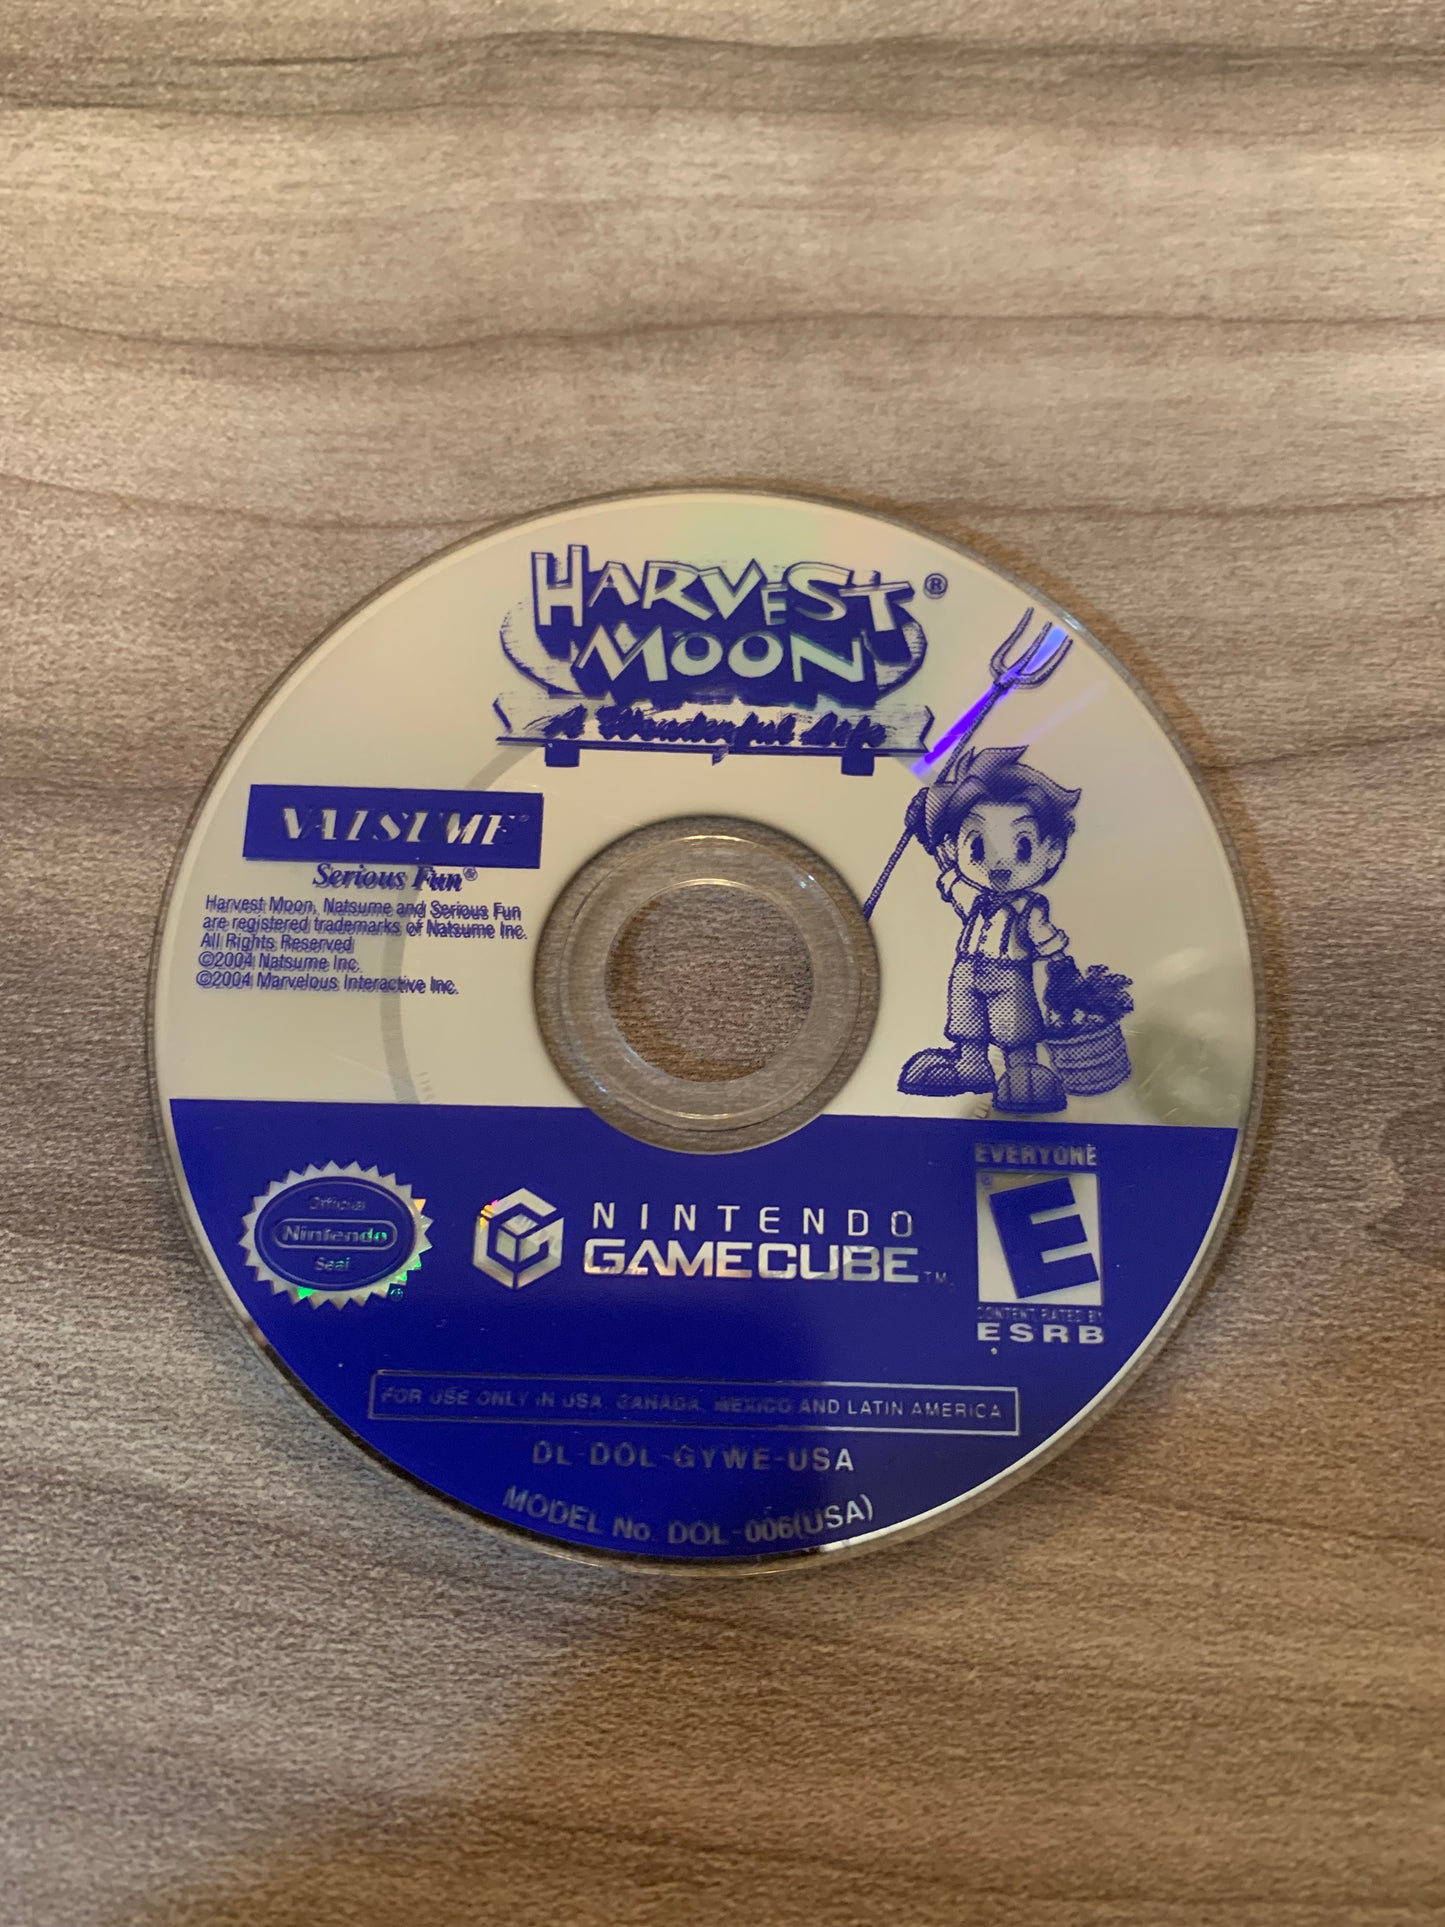 HARVEST®
MOON
A Wonderful Life
NATSUME®
Serious Fun®
Harvest Moon, Natsume and Serious Fun
are registered trademarks of Natsume Inc.
All Rights Reserved
©2004 Natsume Inc.
©2004 Marvelous Interactive Inc.
Official
Nintendo
Seal
®
NINTENDO
GAMECUBE™
EVERYONE
E
CONTENT RATED BY
ESRB
FOR USE ONLY IN USA, CANADA, MEXICO AND LATIN AMERICA
DL-DOL-GYWE-USA
MODEL No. DOL-006(USA)